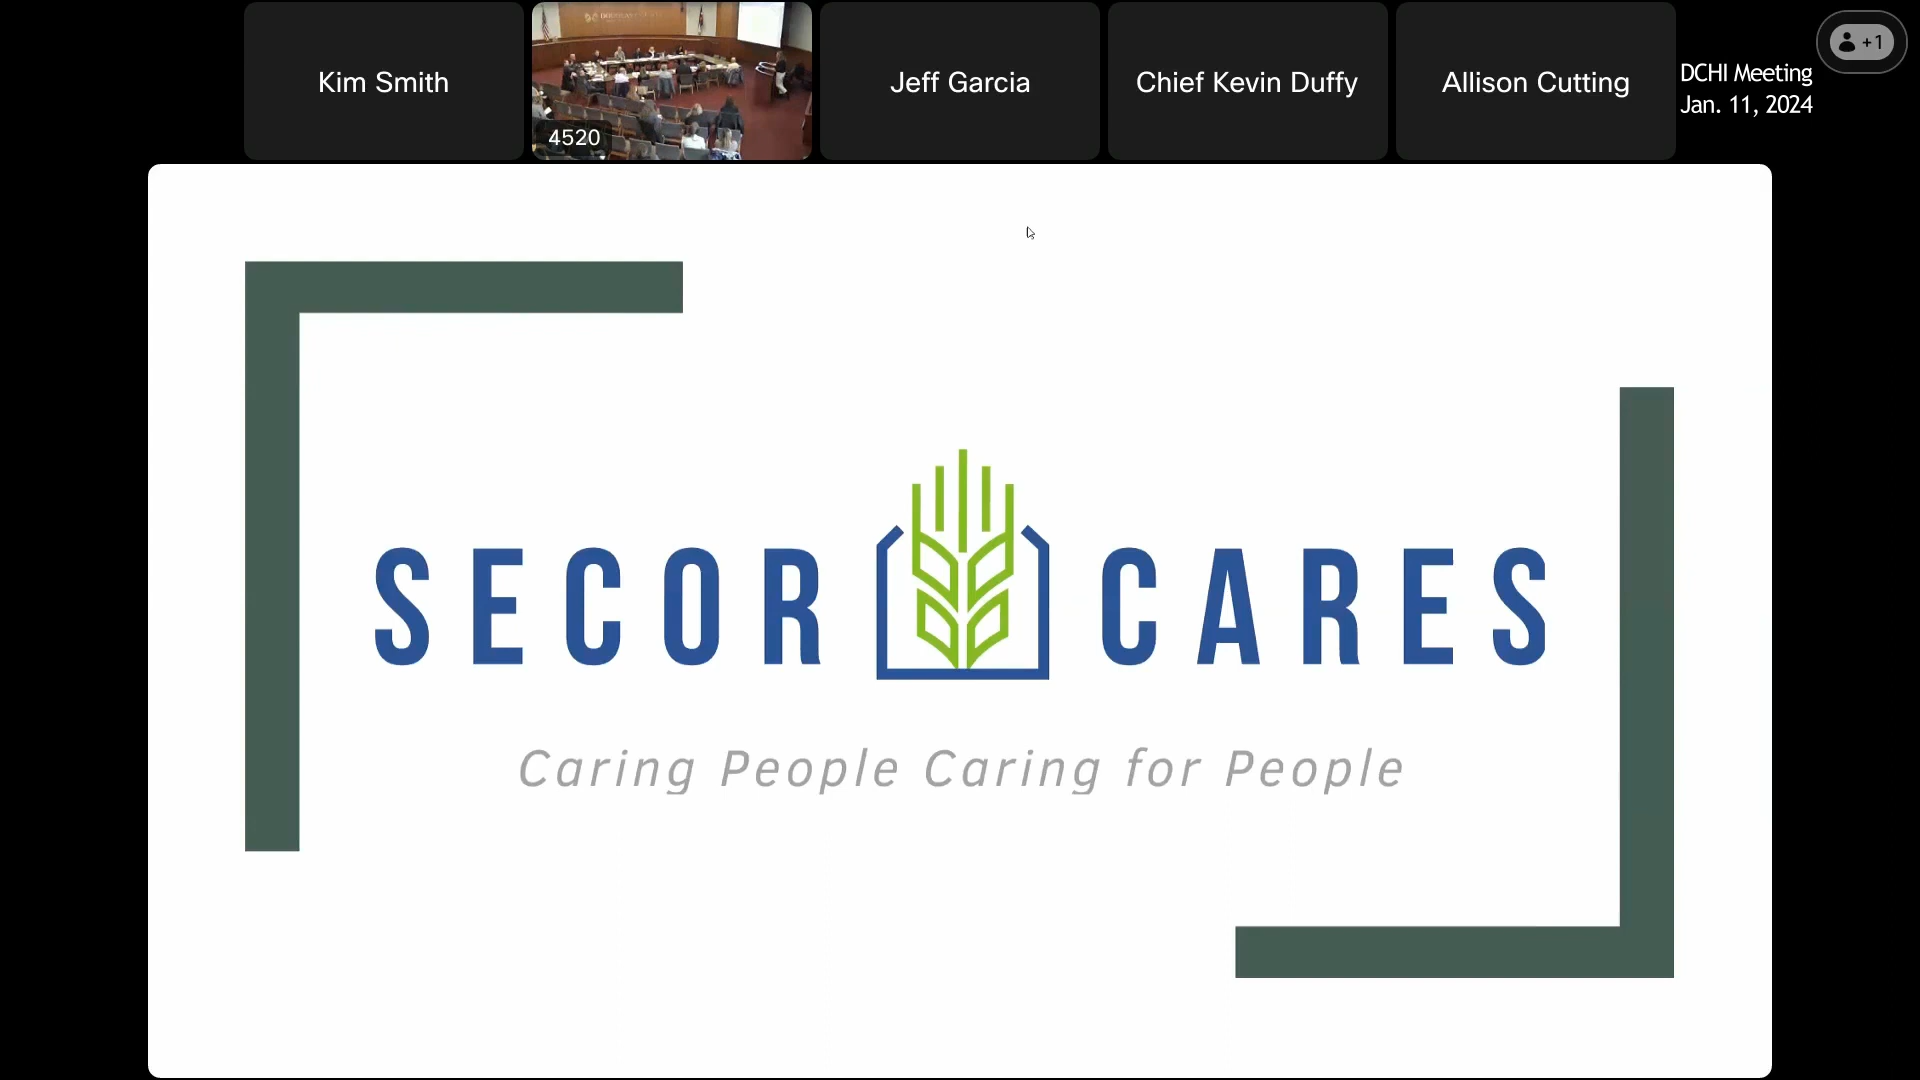 Kim Smith
4520
Jeff Garcia
Chief Kevin Duffy
Allison Cutting
DCHI Meeting
Jan. 11, 2024
+1
SECOR CARES
Caring People Caring for People